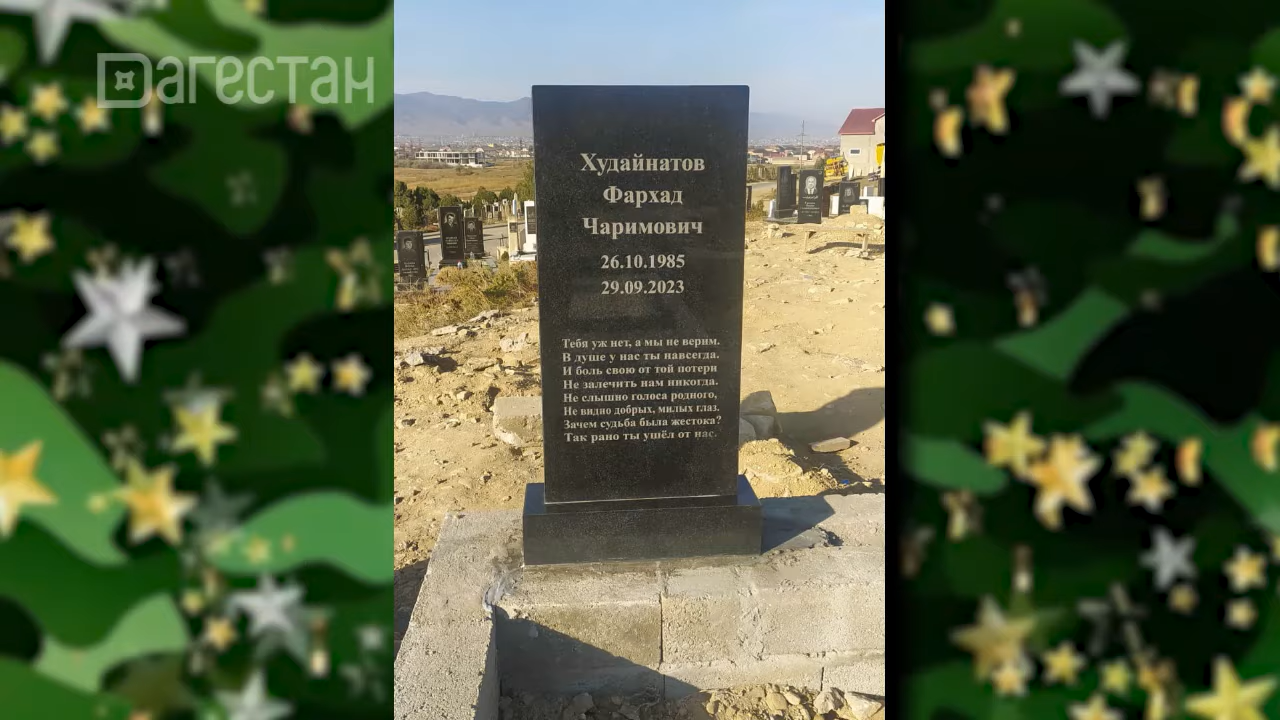 Дагестан
Худайнатов
Фархад
Чаримович
26.10.1985
29.09.2023
Тебя уж нет, а мы не верим.
В душе у нас ты навсегда.
И боль свою от той потери
Не залечить нам никогда.
Не слышно голоса родного,
Не видно добрых, милых глаз.
Зачем судьба была жестока?
Так рано ты ушёл от нас.